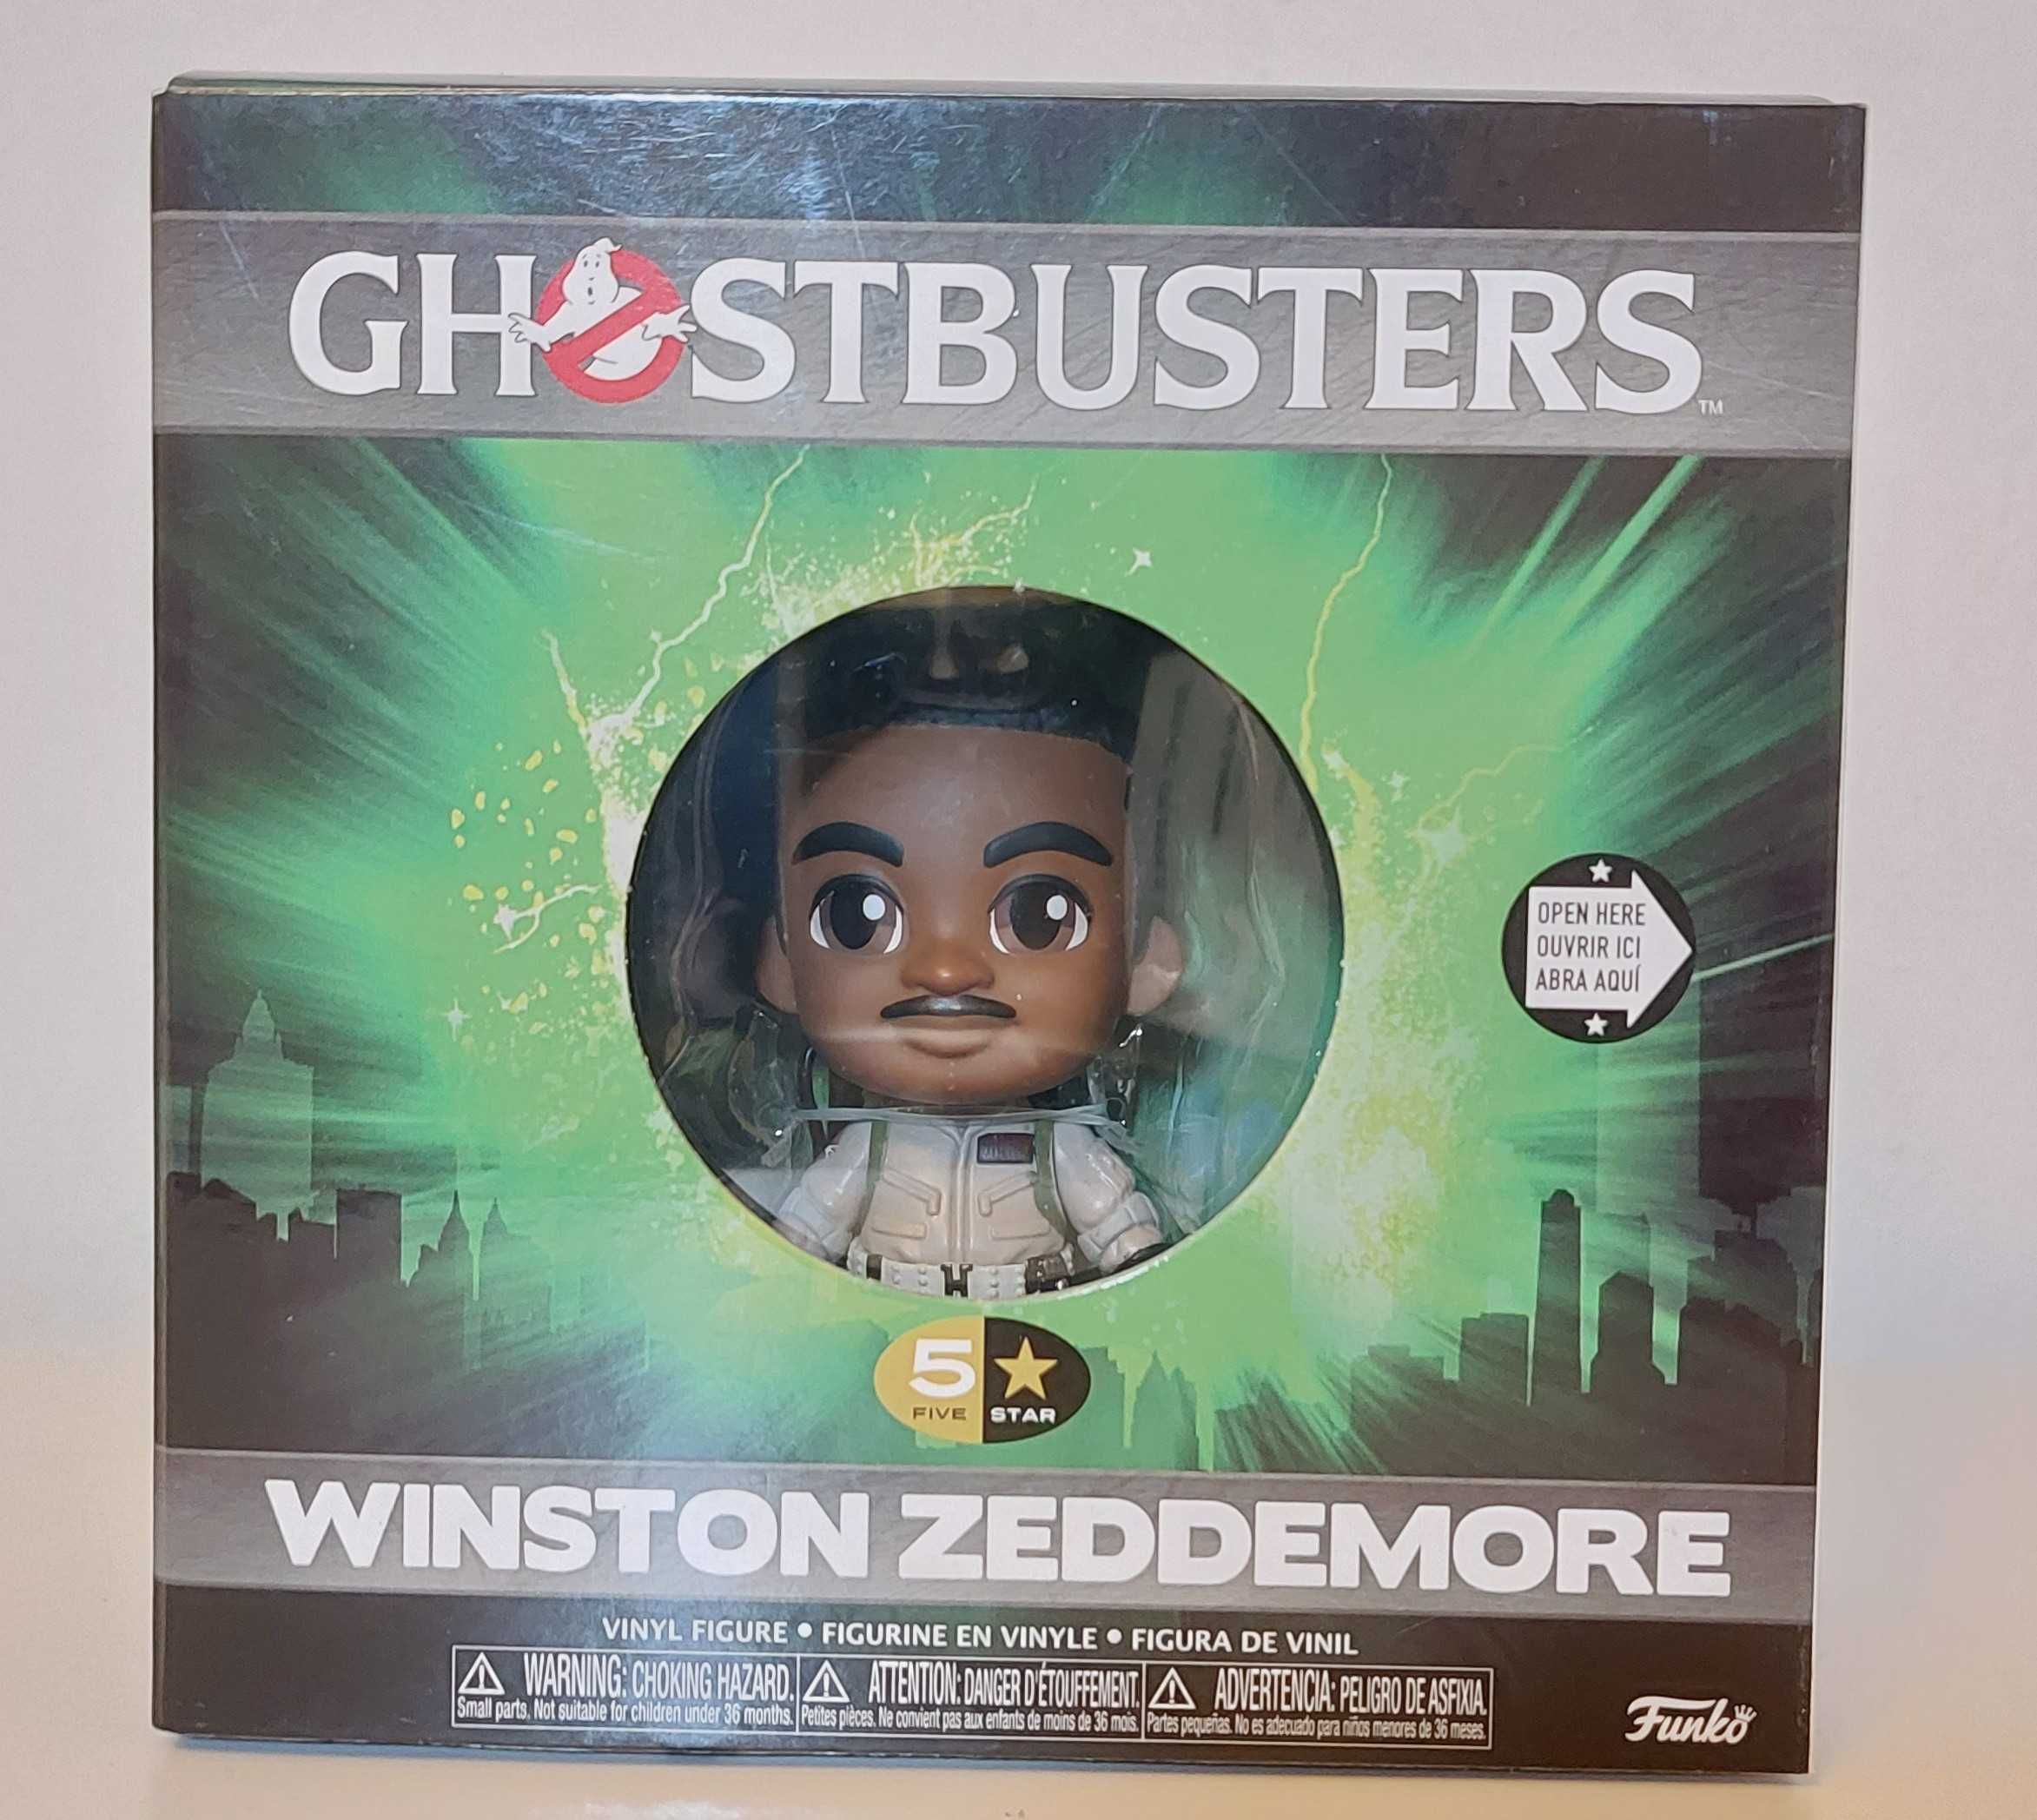 GHOSTBUSTERS™
OPEN HERE
OUVRIR ICI
ABRA AQUÍ
5
FIVE STAR
WINSTON ZEDDEMORE
VINYL FIGURE • FIGURINE EN VINYLE • FIGURA DE VINIL
WARNING: CHOKING HAZARD.
Small parts. Not suitable for children under 36 months.
ATTENTION: DANGER D'ÉTOUFFEMENT.
Petites pièces. Ne convient pas aux enfants de moins de 36 mois.
ADVERTENCIA: PELIGRO DE ASFIXIA.
Partes pequeñas. No es adecuado para niños menores de 36 meses.
Funko